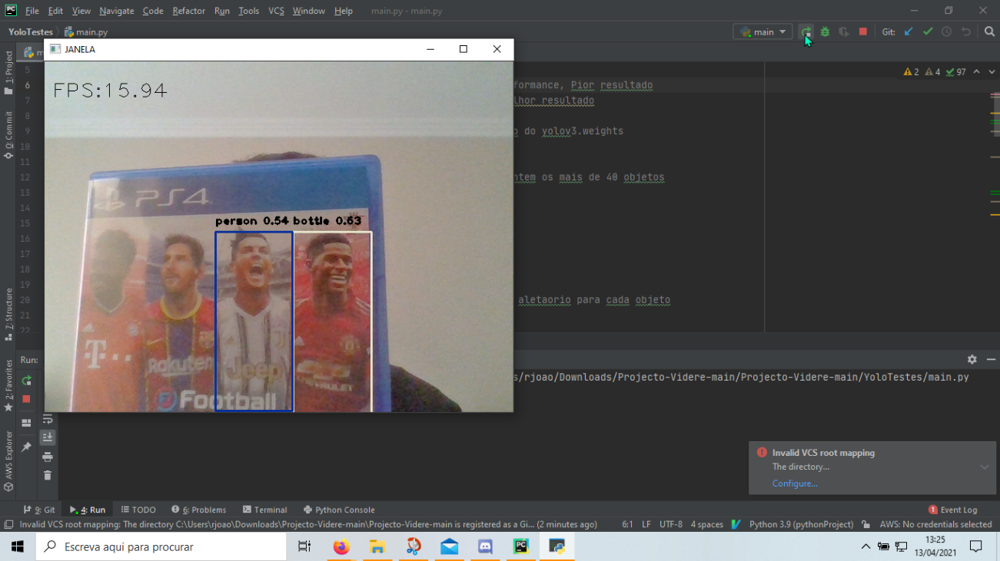 File Edit View Navigate Code Refactor Run Tools VCS Window Help main.py - main.py
YoloTestes main.py
main
Git:
JANELA
1: Project
Commit
Z: Structure
2: Favorites
AWS Explorer
5
6
7
8
9
10
11
12
13
14
15
16
17
18
19
20
21
22
formance, Pior resultado
lhor resultado
do yolov3.weights
ntem os mais de 40 objetos
aletaorio para cada objeto
2 4 97
FPS:15.94
PS4
person 0.54 bottle 0.63
T
Rakuten
Jeep
CHEVROLET
Football
Run:
s/rjoao/Downloads/Projecto-Videre-main/Projecto-Videre-main/YoloTestes/main.py
Invalid VCS root mapping
The directory...
Configure...
9: Git 4: Run TODO 6: Problems Terminal Python Console 1 Event Log
Invalid VCS root mapping: The directory C:\Users\rjoao\Downloads\Projecto-Videre-main\Projecto-Videre-main is registered as a Gi... (2 minutes ago) 6:1 LF UTF-8 4 spaces Python 3.9 (pythonProject) AWS: No credentials selected
Escreva aqui para procurar
13:25
13/04/2021